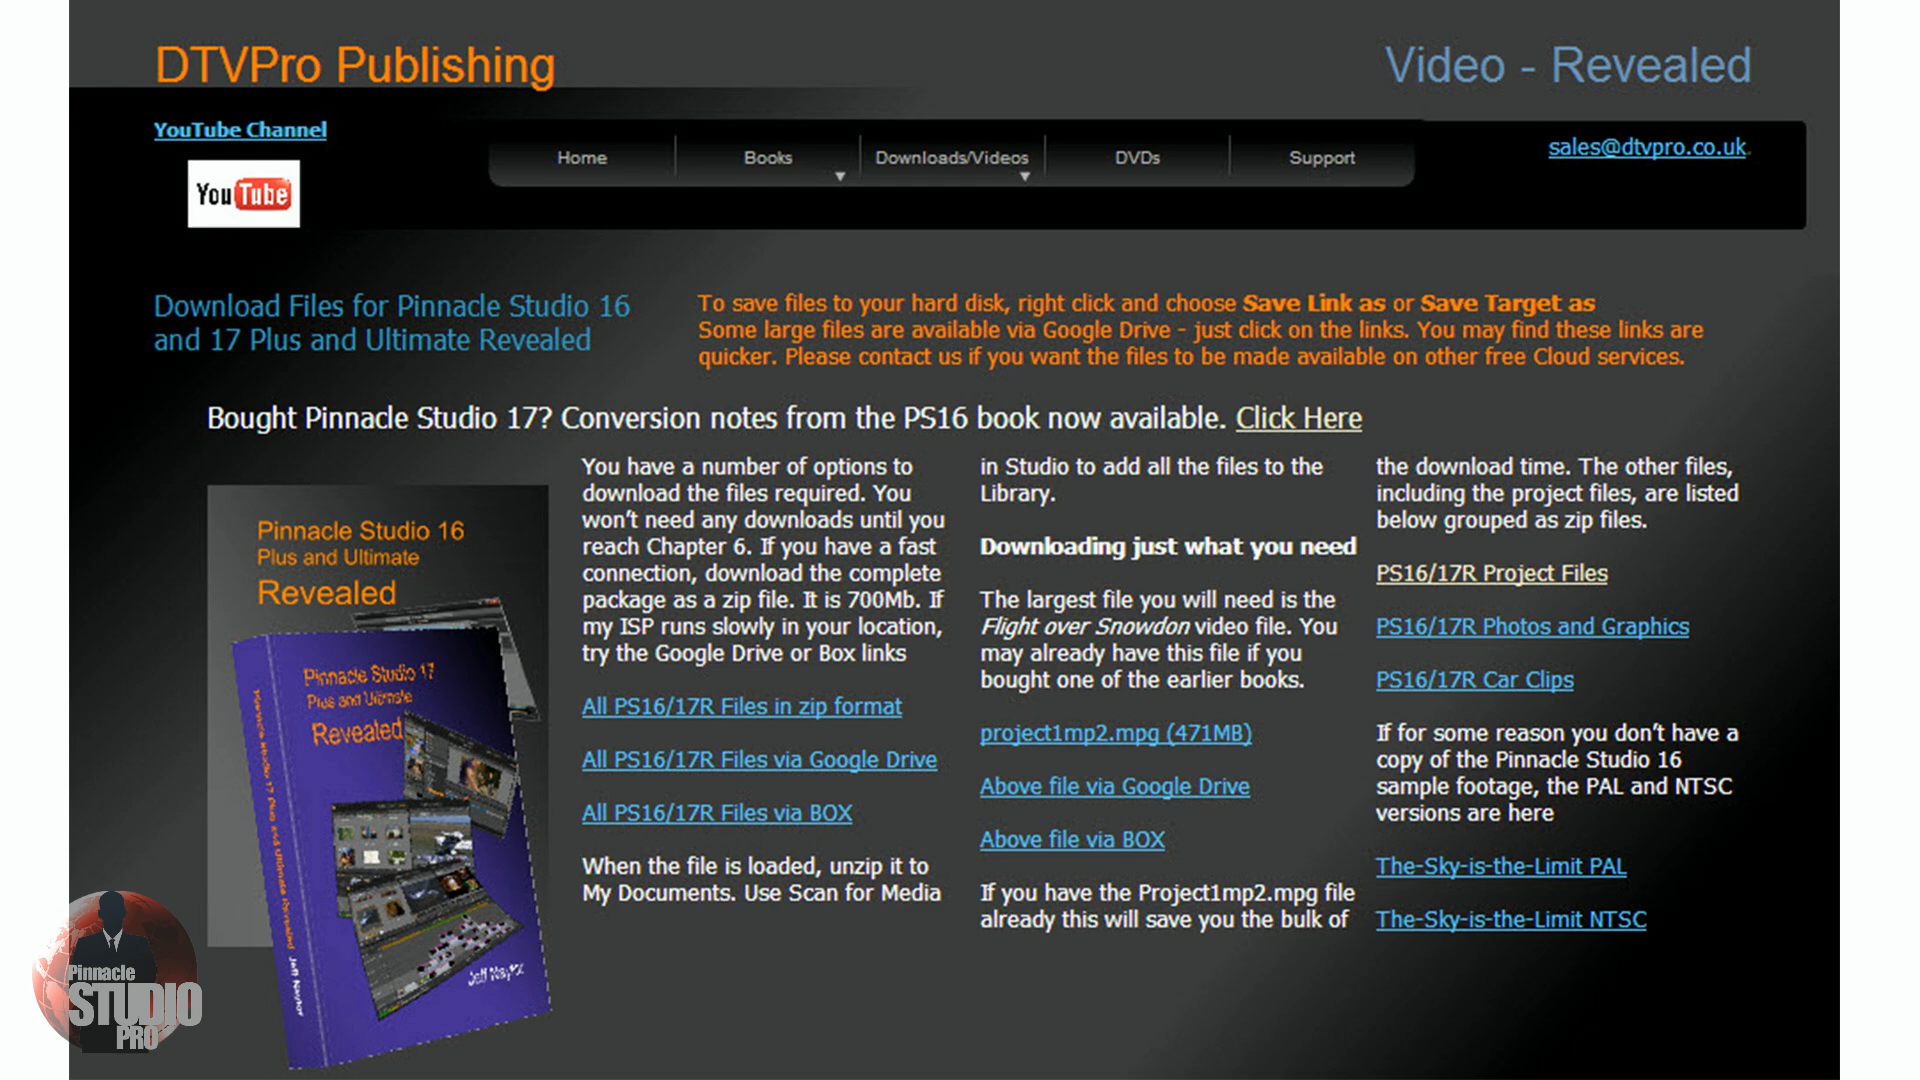 DTVPro Publishing
Video - Revealed
YouTube Channel
YouTube
Home
Books
Downloads/Videos
DVDs
Support
sales@dtvpro.co.uk
Download Files for Pinnacle Studio 16
and 17 Plus and Ultimate Revealed
To save files to your hard disk, right click and choose Save Link as or Save Target as
Some large files are available via Google Drive - just click on the links. You may find these links are
quicker. Please contact us if you want the files to be made available on other free Cloud services.
Bought Pinnacle Studio 17? Conversion notes from the PS16 book now available. Click Here
Pinnacle Studio 16
Plus and Ultimate
Revealed
Pinnacle Studio 17
Plus and Ultimate
Revealed
Pinnacle Studio 17 Plus and Ultimate Revealed Jeff Naylor
Jeff Naylor
You have a number of options to
download the files required. You
won't need any downloads until you
reach Chapter 6. If you have a fast
connection, download the complete
package as a zip file. It is 700Mb. If
my ISP runs slowly in your location,
try the Google Drive or Box links
All PS16/17R Files in zip format
All PS16/17R Files via Google Drive
All PS16/17R Files via BOX
When the file is loaded, unzip it to
My Documents. Use Scan for Media
in Studio to add all the files to the
Library.
Downloading just what you need
The largest file you will need is the
Flight over Snowdon video file. You
may already have this file if you
bought one of the earlier books.
project1mp2.mpg (471MB)
Above file via Google Drive
Above file via BOX
If you have the Project1mp2.mpg file
already this will save you the bulk of
the download time. The other files,
including the project files, are listed
below grouped as zip files.
PS16/17R Project Files
PS16/17R Photos and Graphics
PS16/17R Car Clips
If for some reason you don't have a
copy of the Pinnacle Studio 16
sample footage, the PAL and NTSC
versions are here
The-Sky-is-the-Limit PAL
The-Sky-is-the-Limit NTSC
Pinnacle
STUDIO
PRO